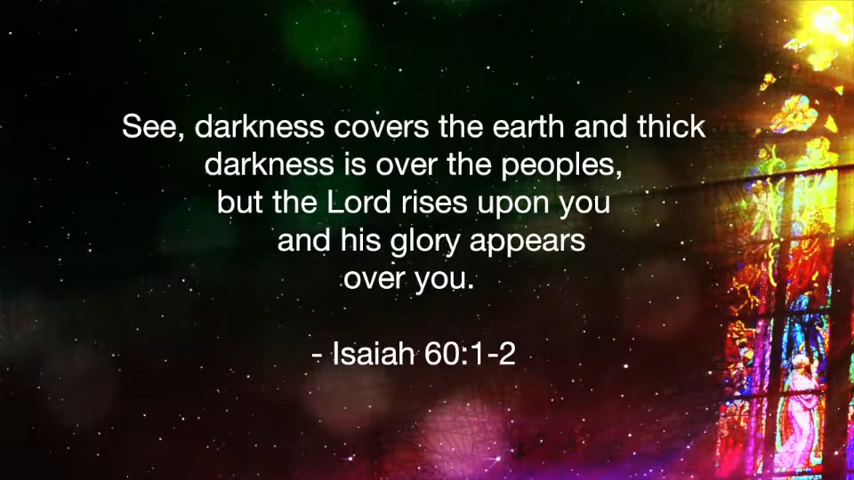 See, darkness covers the earth and thick
darkness is over the peoples,
but the Lord rises upon you
and his glory appears
over you.
- Isaiah 60:1-2